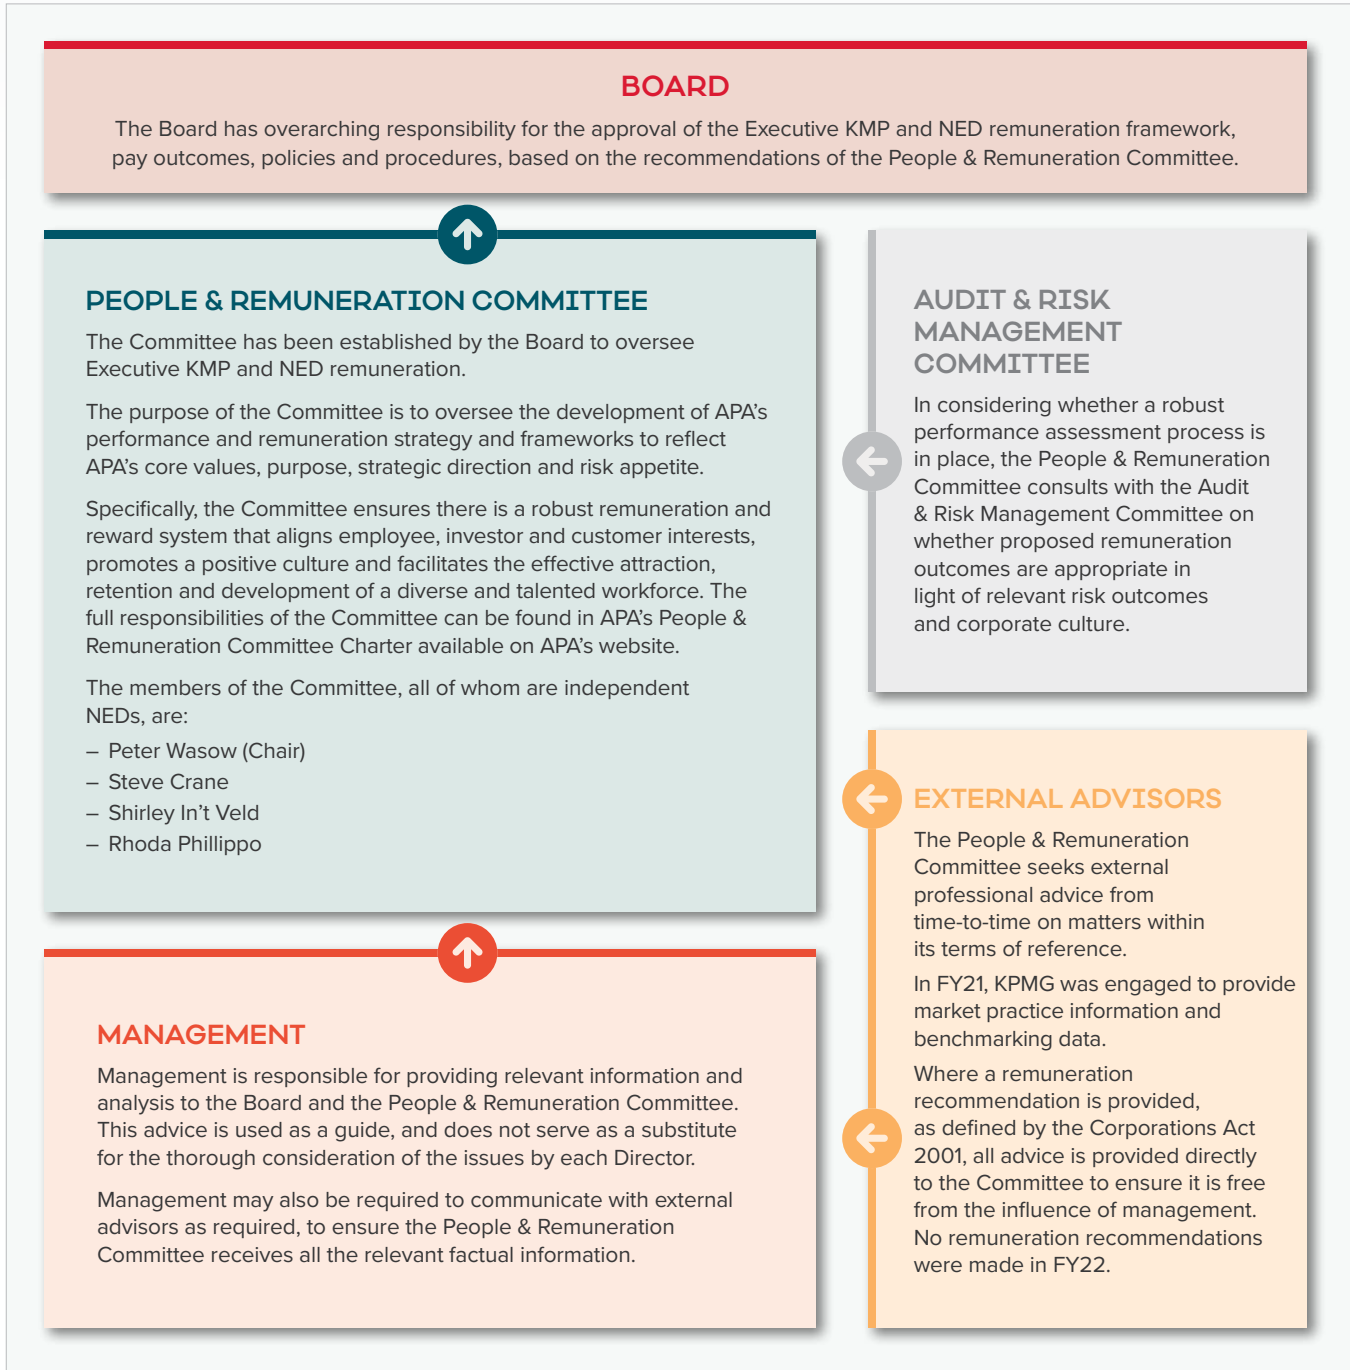 BOARD
The Board has overarching responsibility for the approval of the Executive KMP and NED remuneration framework,
pay outcomes, policies and procedures, based on the recommendations of the People & Remuneration Committee.
PEOPLE & REMUNERATION COMMITTEE
The Committee has been established by the Board to oversee
Executive KMP and NED remuneration.
The purpose of the Committee is to oversee the development of APA’s
performance and remuneration strategy and frameworks to reflect
APA’s core values, purpose, strategic direction and risk appetite.
Specifically, the Committee ensures there is a robust remuneration and
reward system that aligns employee, investor and customer interests,
promotes a positive culture and facilitates the effective attraction,
retention and development of a diverse and talented workforce. The
full responsibilities of the Committee can be found in APA’s People &
Remuneration Committee Charter available on APA’s website.
The members of the Committee, all of whom are independent
NEDs, are:
– Peter Wasow (Chair)
– Steve Crane
– Shirley In’t Veld
– Rhoda Phillippo
AUDIT & RISK
MANAGEMENT
COMMITTEE
In considering whether a robust
performance assessment process is
in place, the People & Remuneration
Committee consults with the Audit
& Risk Management Committee on
whether proposed remuneration
outcomes are appropriate in
light of relevant risk outcomes
and corporate culture.
MANAGEMENT
Management is responsible for providing relevant information and
analysis to the Board and the People & Remuneration Committee.
This advice is used as a guide, and does not serve as a substitute
for the thorough consideration of the issues by each Director.
Management may also be required to communicate with external
advisors as required, to ensure the People & Remuneration
Committee receives all the relevant factual information.
EXTERNAL ADVISORS
The People & Remuneration
Committee seeks external
professional advice from
time-to-time on matters within
its terms of reference.
In FY21, KPMG was engaged to provide
market practice information and
benchmarking data.
Where a remuneration
recommendation is provided,
as defined by the Corporations Act
2001, all advice is provided directly
to the Committee to ensure it is free
from the influence of management.
No remuneration recommendations
were made in FY22.